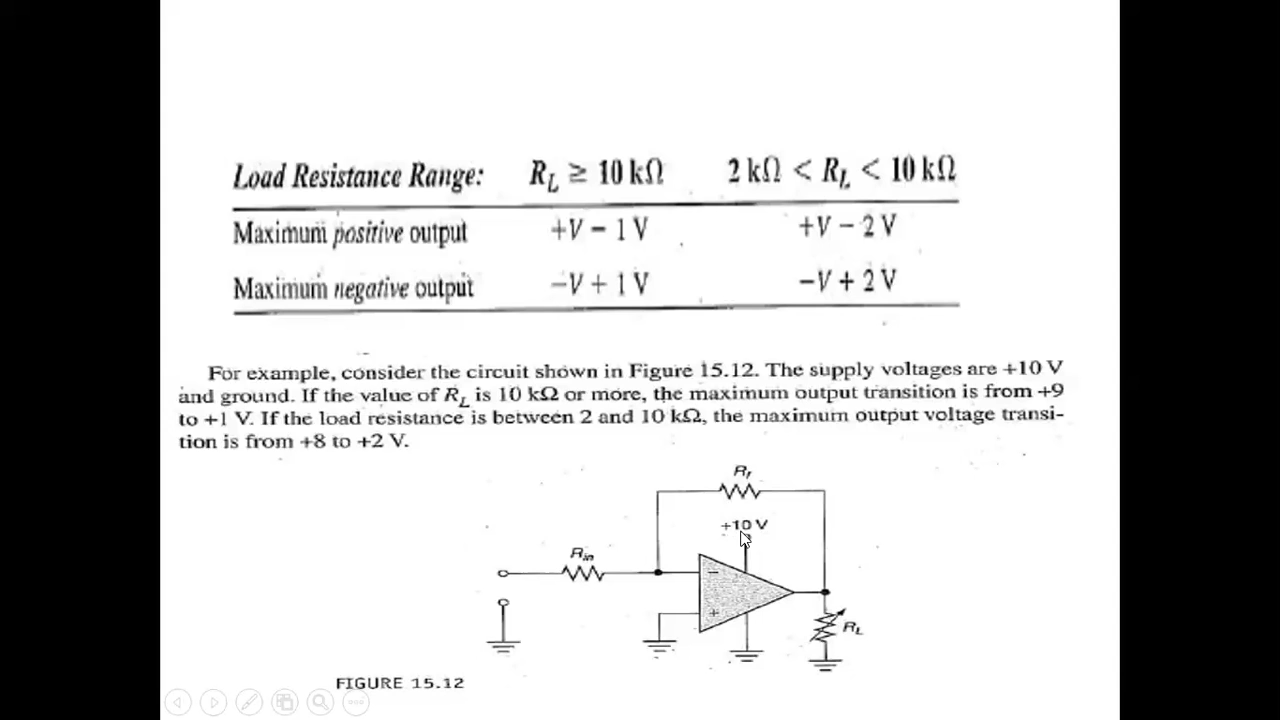 Load Resistance Range: R_L ≥ 10 kΩ 2 kΩ < R_L < 10 kΩ
Maximum positive output +V − 1 V +V − 2 V
Maximum negative output −V + 1 V −V + 2 V
For example, consider the circuit shown in Figure 15.12. The supply voltages are +10 V
and ground. If the value of R_L is 10 kΩ or more, the maximum output transition is from +9
to +1 V. If the load resistance is between 2 and 10 kΩ, the maximum output voltage transi-
tion is from +8 to +2 V.
R_f
+10 V
R_in
−
+
R_L
FIGURE 15.12